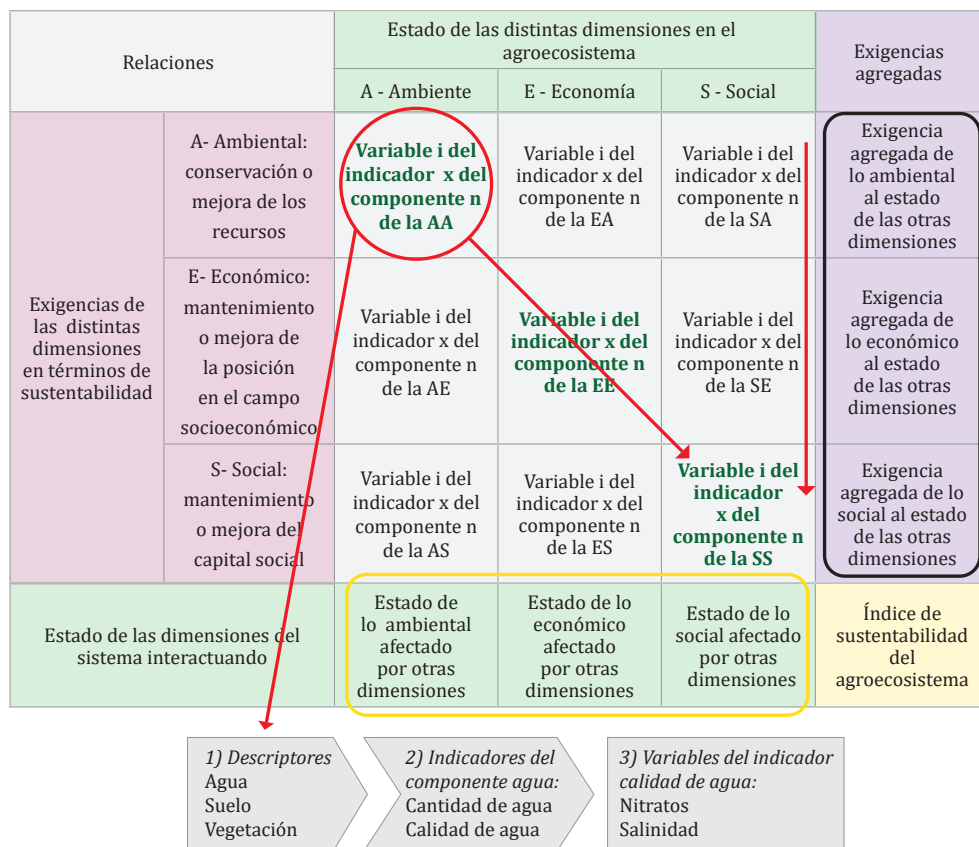 Relaciones
Estado de las distintas dimensiones en el
agroecosistema
Exigencias
agregadas
A - Ambiente
E - Economía
S - Social
Exigencias de
las distintas
dimensiones
en términos de
sustentabilidad
A- Ambiental:
conservación o
mejora de los
recursos
Variable i del
indicador x del
componente n
de la AA
Variable i del
indicador x del
componente n
de la EA
Variable i del
indicador x del
componente n
de la SA
Exigencia
agregada de
lo ambiental
al estado
de las otras
dimensiones
E- Económico:
mantenimiento
o mejora de
la posición
en el campo
socioeconómico
Variable i del
indicador x del
componente n
de la AE
Variable i del
indicador x del
componente n
de la EE
Variable i del
indicador x del
componente n
de la SE
Exigencia
agregada de
lo económico
al estado
de las otras
dimensiones
S- Social:
mantenimiento
o mejora del
capital social
Variable i del
indicador x del
componente n
de la AS
Variable i del
indicador x del
componente n
de la ES
Variable i del
indicador
x del
componente n
de la SS
Exigencia
agregada de lo
social al estado
de las otras
dimensiones
Estado de las dimensiones del
sistema interactuando
Estado de
lo ambiental
afectado
por otras
dimensiones
Estado de lo
económico
afectado
por otras
dimensiones
Estado de lo
social afectado
por otras
dimensiones
Índice de
sustentabilidad
del
agroecosistema
1) Descriptores
Agua
Suelo
Vegetación
2) Indicadores del
componente agua:
Cantidad de agua
Calidad de agua
3) Variables del indicador
calidad de agua:
Nitratos
Salinidad